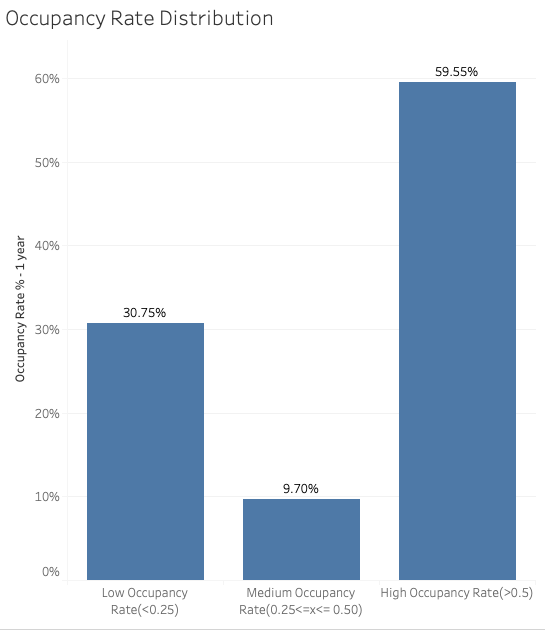 Occupancy Rate Distribution
60%
50%
40%
30%
20%
10%
0%
Occupancy Rate % - 1 year
30.75%
9.70%
59.55%
Low Occupancy
Rate(<0.25)
Medium Occupancy
Rate(0.25<=x<= 0.50)
High Occupancy Rate(>0.5)